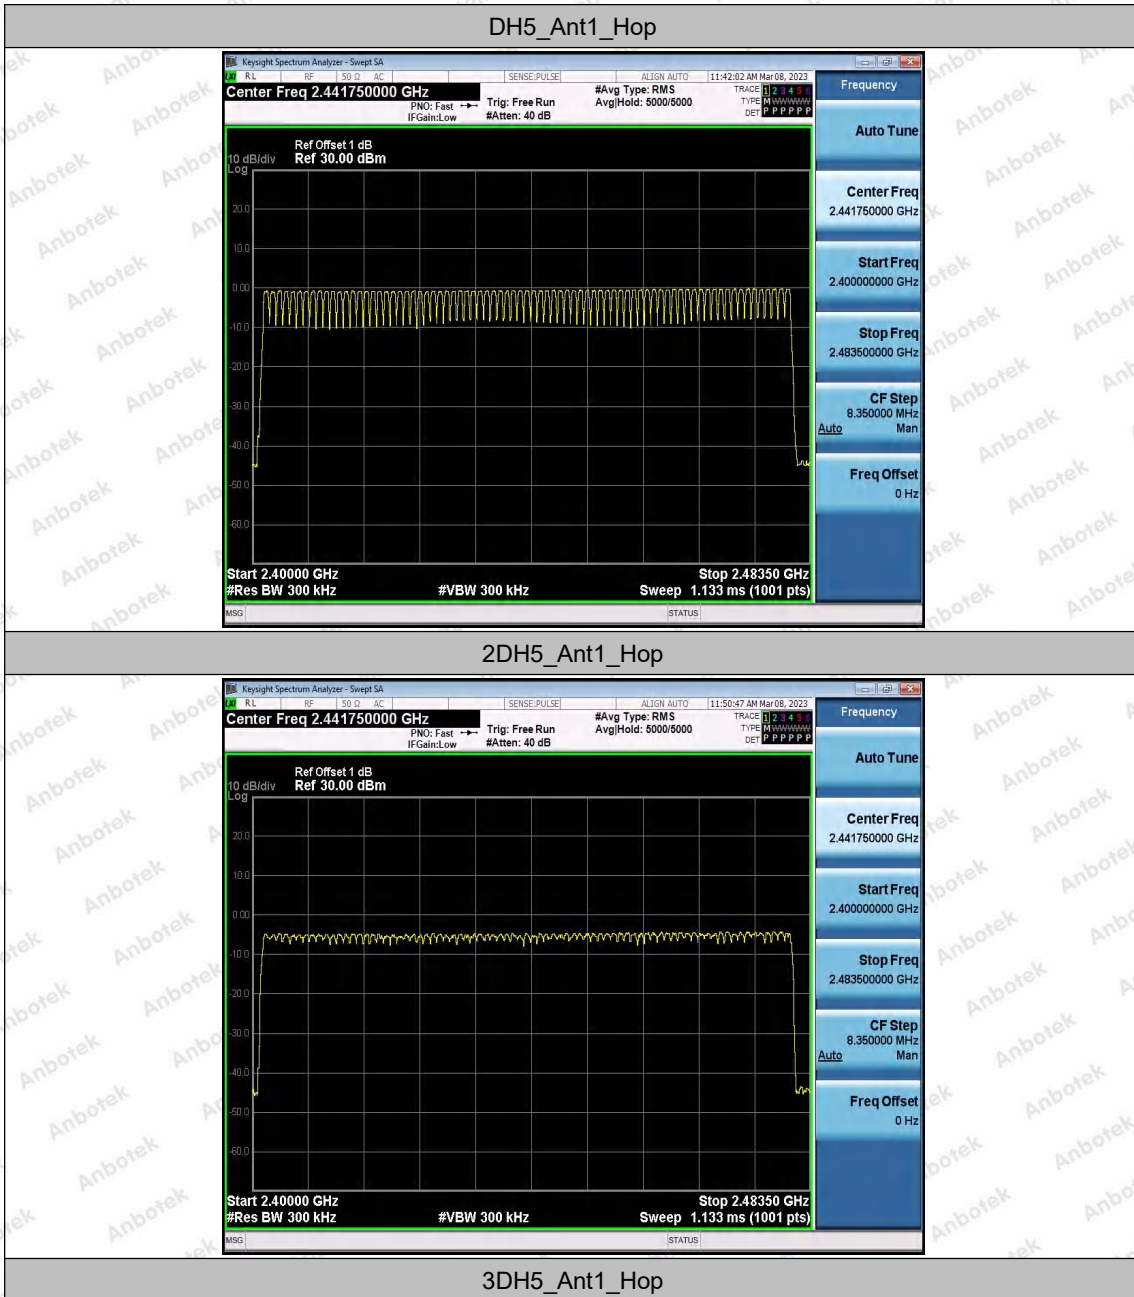 DH5_Ant1_Hop
Keysight Spectrum Analyzer - Swept SA
RL RF 50 Ω AC SENSE:PULSE ALIGN AUTO 11:42:02 AM Mar 08, 2023
Center Freq 2.441750000 GHz
PNO: Fast
IFGain:Low
Trig: Free Run
#Atten: 40 dB
#Avg Type: RMS
Avg|Hold: 5000/5000
TRACE 1 2 3 4 5 6
TYPE M WWWWW
DET P P P P P P
Frequency
Auto Tune
Center Freq
2.441750000 GHz
Start Freq
2.400000000 GHz
Stop Freq
2.483500000 GHz
CF Step
8.350000 MHz
Auto Man
Freq Offset
0 Hz
10 dB/div
Log
Ref Offset 1 dB
Ref 30.00 dBm
20.0
10.0
0.00
-10.0
-20.0
-30.0
-40.0
-50.0
-60.0
Start 2.40000 GHz Stop 2.48350 GHz
#Res BW 300 kHz #VBW 300 kHz Sweep 1.133 ms (1001 pts)
MSG STATUS
2DH5_Ant1_Hop
Keysight Spectrum Analyzer - Swept SA
RL RF 50 Ω AC SENSE:PULSE ALIGN AUTO 11:50:47 AM Mar 08, 2023
Center Freq 2.441750000 GHz
PNO: Fast
IFGain:Low
Trig: Free Run
#Atten: 40 dB
#Avg Type: RMS
Avg|Hold: 5000/5000
TRACE 1 2 3 4 5 6
TYPE M WWWWW
DET P P P P P P
Frequency
Auto Tune
Center Freq
2.441750000 GHz
Start Freq
2.400000000 GHz
Stop Freq
2.483500000 GHz
CF Step
8.350000 MHz
Auto Man
Freq Offset
0 Hz
10 dB/div
Log
Ref Offset 1 dB
Ref 30.00 dBm
20.0
10.0
0.00
-10.0
-20.0
-30.0
-40.0
-50.0
-60.0
Start 2.40000 GHz Stop 2.48350 GHz
#Res BW 300 kHz #VBW 300 kHz Sweep 1.133 ms (1001 pts)
MSG STATUS
3DH5_Ant1_Hop